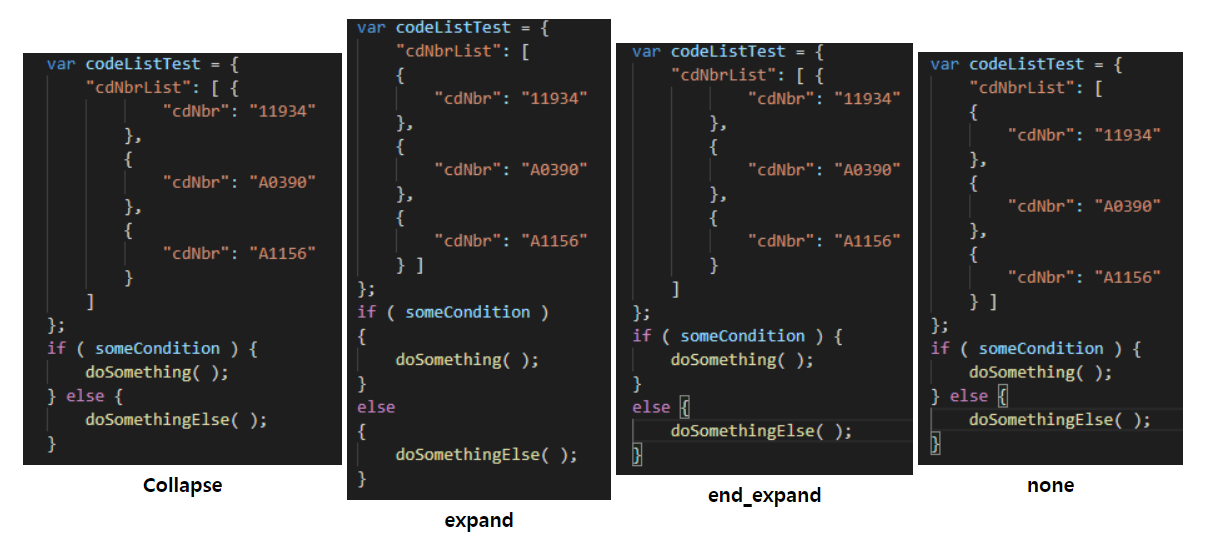 var codeListTest = {
    "cdNbrList": [ {
            "cdNbr": "11934"
        },
        {
            "cdNbr": "A0390"
        },
        {
            "cdNbr": "A1156"
        }
    ]
};
if ( someCondition ) {
    doSomething( );
} else {
    doSomethingElse( );
}
Collapse
var codeListTest = {
    "cdNbrList": [
    {
        "cdNbr": "11934"
    },
    {
        "cdNbr": "A0390"
    },
    {
        "cdNbr": "A1156"
    } ]
};
if ( someCondition )
{
    doSomething( );
}
else
{
    doSomethingElse( );
}
expand
var codeListTest = {
    "cdNbrList": [ {
            "cdNbr": "11934"
        },
        {
            "cdNbr": "A0390"
        },
        {
            "cdNbr": "A1156"
        }
    ]
};
if ( someCondition ) {
    doSomething( );
}
else {
    doSomethingElse( );
}
end_expand
var codeListTest = {
    "cdNbrList": [
    {
        "cdNbr": "11934"
    },
    {
        "cdNbr": "A0390"
    },
    {
        "cdNbr": "A1156"
    } ]
};
if ( someCondition ) {
    doSomething( );
} else {
    doSomethingElse( );
}
none